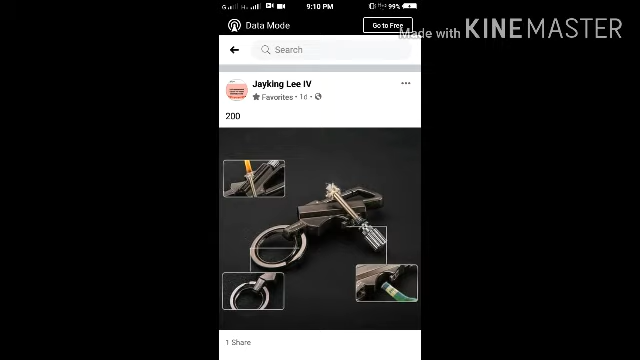 9:10 PM
99%
Data Mode
Go to Free
Made with KINEMASTER
Search
Jayking Lee IV
Favorites
200
1 Share